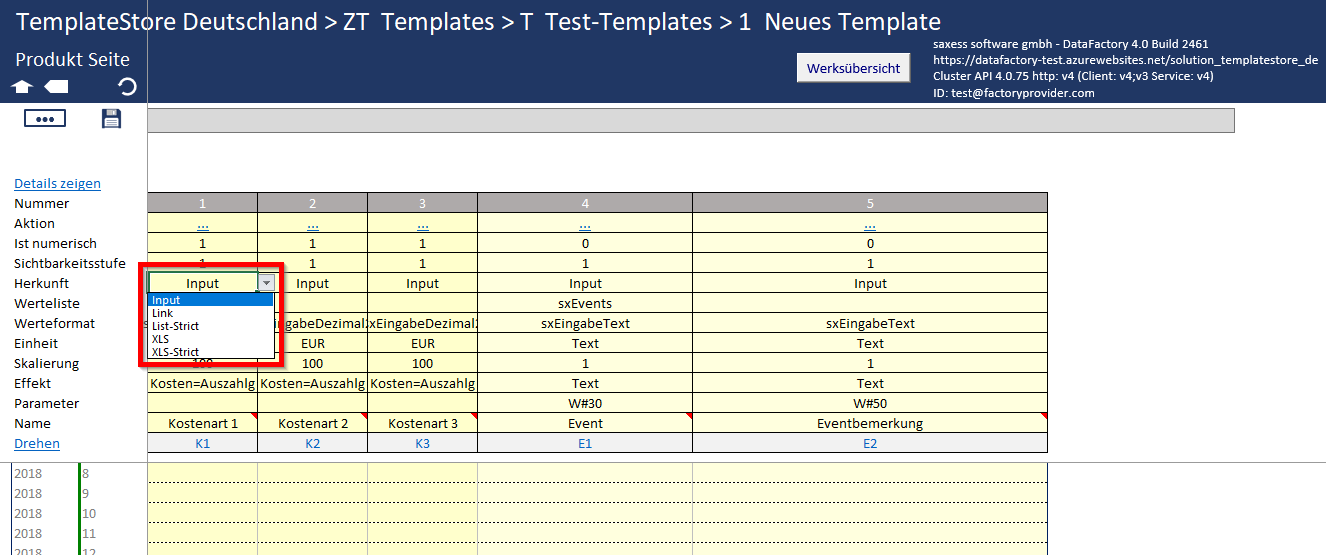 TemplateStore Deutschland > ZT Templates > T Test-Templates > 1 Neues Template
Produkt Seite
Werksübersicht
saxess software gmbh - DataFactory 4.0 Build 2461
https://datafactory-test.azurewebsites.net/solution_templatestore_de
Cluster API 4.0.75 http: v4 (Client: v4;v3 Service: v4)
ID: test@factoryprovider.com
Details zeigen
Nummer 1 2 3 4 5
Aktion ... ... ... ... ...
Ist numerisch 1 1 1 0 0
Sichtbarkeitsstufe 1 1 1 1 1
Herkunft Input Input Input Input Input
Input
Link
List-Strict
XLS
XLS-Strict
Werteliste sxEvents
Werteformat ingabeDezimal xEingabeDezimal sxEingabeText sxEingabeText
Einheit EUR EUR Text Text
Skalierung 100 100 100 1 1
Effekt Kosten=Auszahlg Kosten=Auszahlg Kosten=Auszahlg Text Text
Parameter W#30 W#50
Name Kostenart 1 Kostenart 2 Kostenart 3 Event Eventbemerkung
Drehen K1 K2 K3 E1 E2
2018 8
2018 9
2018 10
2018 11
2018 12